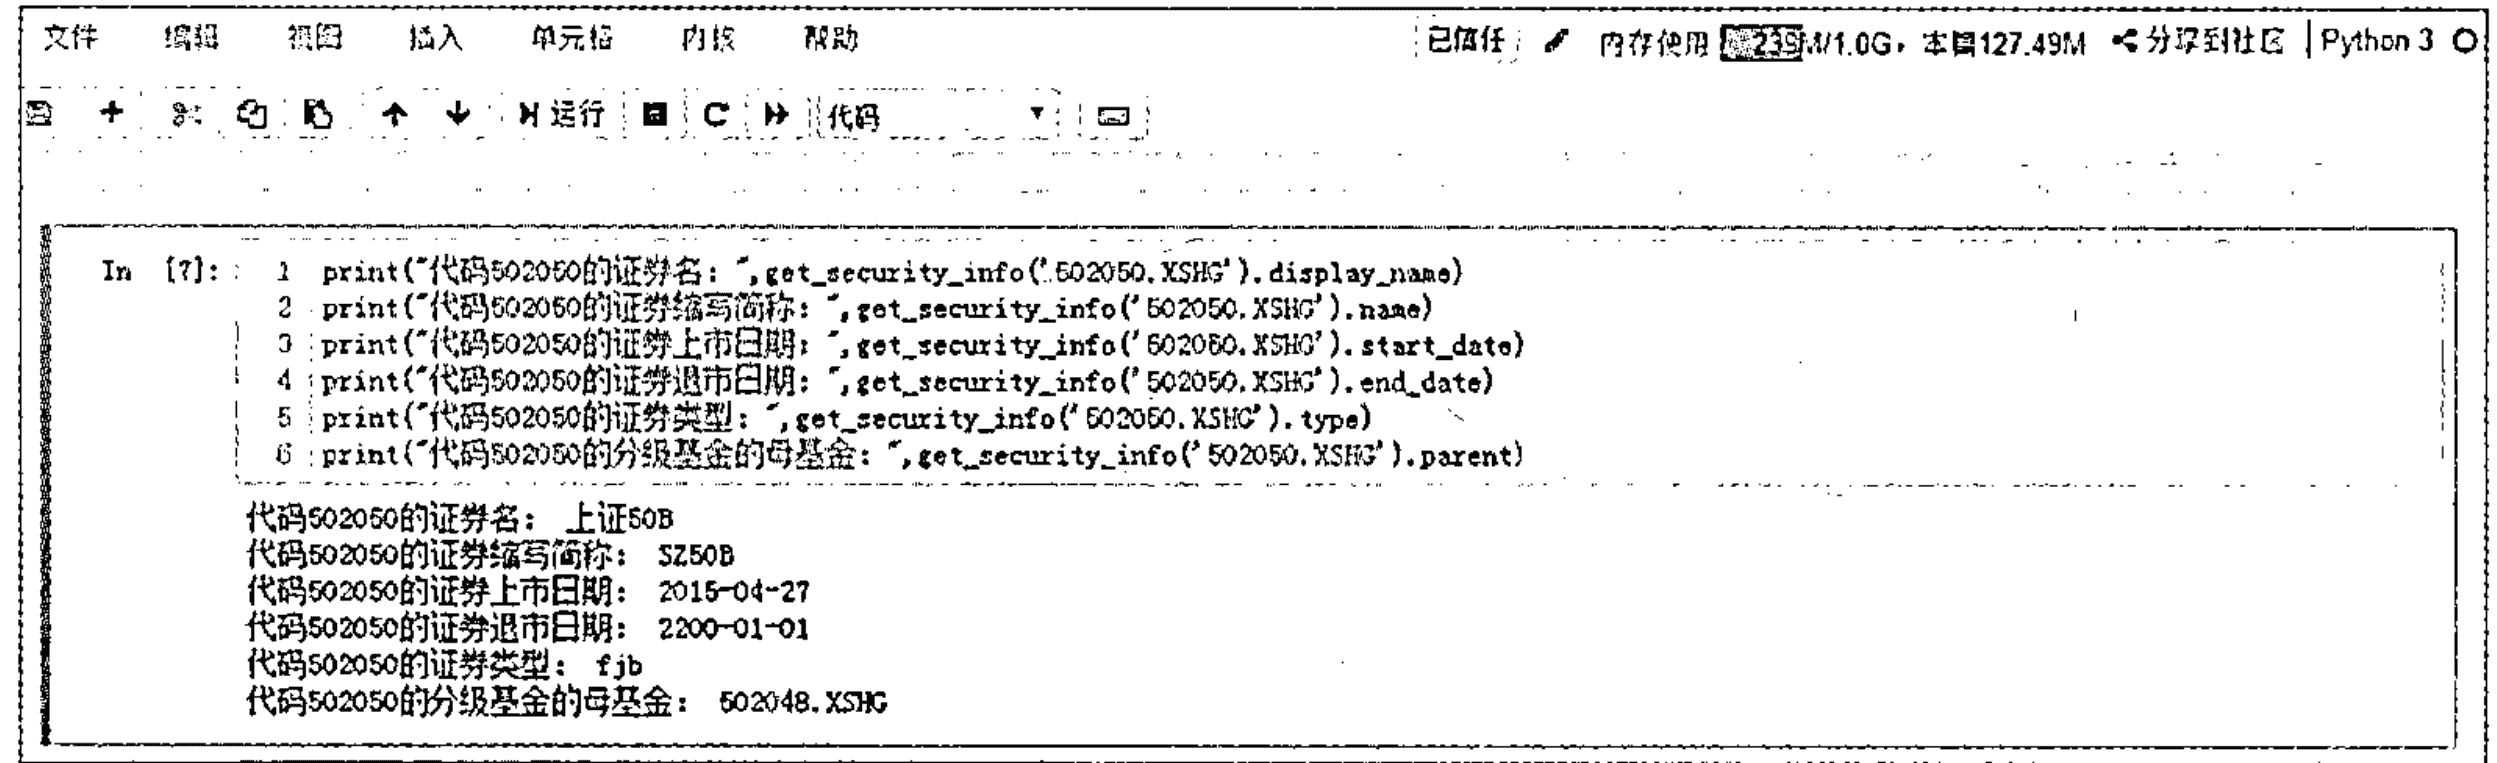 文件 编辑 视图 插入 单元格 内核 帮助 已信任 内存使用 239M/1.0G, 本围127.49M 分享到社区 Python 3
运行 代码
In [7]: 1 print("代码502050的证券名：",get_security_info('502050.XSHG').display_name)
2 print("代码502050的证券缩写简称：",get_security_info('502050.XSHG').name)
3 print("代码502050的证券上市日期：",get_security_info('502050.XSHG').start_date)
4 print("代码502050的证券退市日期：",get_security_info('502050.XSHG').end_date)
5 print("代码502050的证券类型：",get_security_info('502050.XSHG').type)
6 print("代码502050的分级基金的母基金：",get_security_info('502050.XSHG').parent)
代码502050的证券名： 上证50B
代码502050的证券缩写简称： SZ50B
代码502050的证券上市日期： 2015-04-27
代码502050的证券退市日期： 2200-01-01
代码502050的证券类型： fjb
代码502050的分级基金的母基金： 502048.XSHG